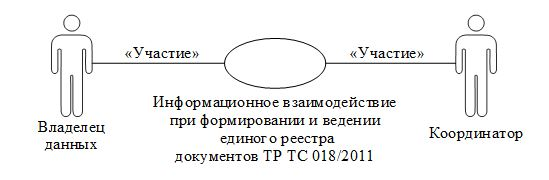 «Участие»
«Участие»
Информационное взаимодействие
при формировании и ведении
единого реестра
документов ТР ТС 018/2011
Владелец
данных
Координатор